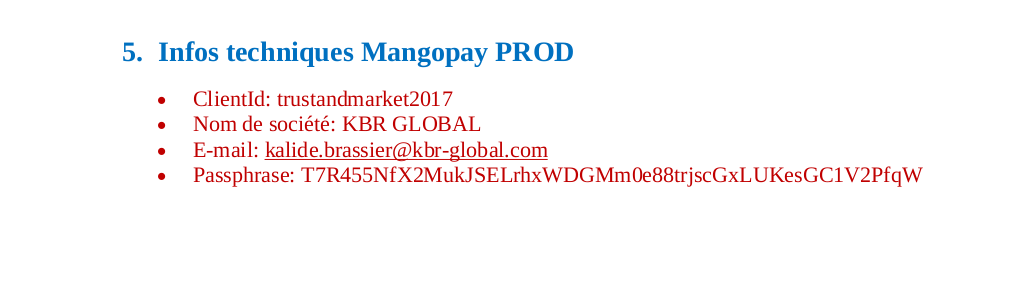 5. Infos techniques Mangopay PROD
• ClientId: trustandmarket2017
• Nom de société: KBR GLOBAL
• E-mail: kalide.brassier@kbr-global.com
• Passphrase: T7R455NfX2MukJSELrhxWDGMm0e88trjscGxLUKesGC1V2PfqW